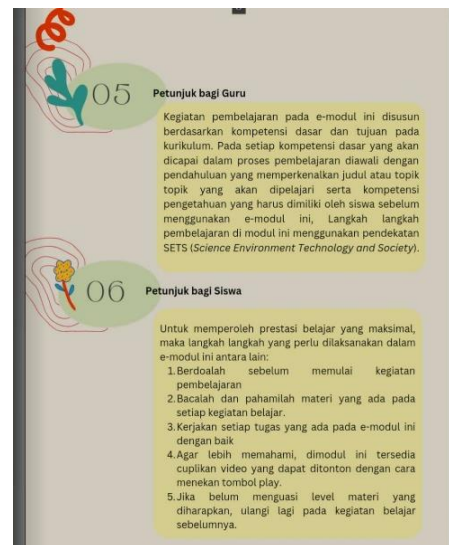 05
Petunjuk bagi Guru
Kegiatan pembelajaran pada e-modul ini disusun
berdasarkan kompetensi dasar dan tujuan pada
kurikulum. Pada setiap kompetensi dasar yang akan
dicapai dalam proses pembelajaran diawali dengan
pendahuluan yang memperkenalkan judul atau topik
topik yang akan dipelajari serta kompetensi
pengetahuan yang harus dimiliki oleh siswa sebelum
menggunakan e-modul ini, Langkah langkah
pembelajaran di modul ini menggunakan pendekatan
SETS (Science Environment Technology and Society).
06
Petunjuk bagi Siswa
Untuk memperoleh prestasi belajar yang maksimal,
maka langkah langkah yang perlu dilaksanakan dalam
e-modul ini antara lain:
1. Berdoalah sebelum memulai kegiatan
pembelajaran
2. Bacalah dan pahamilah materi yang ada pada
setiap kegiatan belajar.
3. Kerjakan setiap tugas yang ada pada e-modul ini
dengan baik
4. Agar lebih memahami, dimodul ini tersedia
cuplikan video yang dapat ditonton dengan cara
menekan tombol play.
5. Jika belum menguasi level materi yang
diharapkan, ulangi lagi pada kegiatan belajar
sebelumnya.